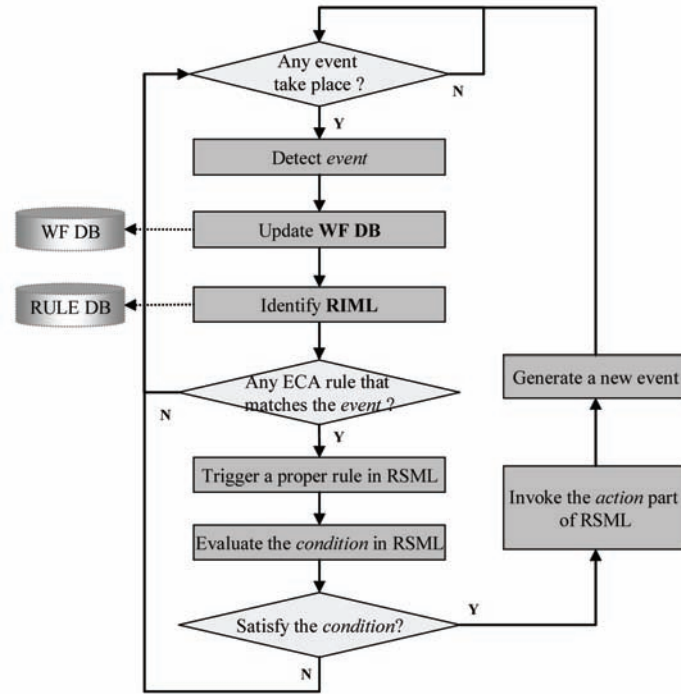 Any event
take place ?
N
Y
Detect event
WF DB
Update WF DB
RULE DB
Identify RIML
Any ECA rule that
matches the event ?
N
Y
Generate a new event
Trigger a proper rule in RSML
Invoke the action part
of RSML
Evaluate the condition in RSML
Satisfy the condition?
Y
N